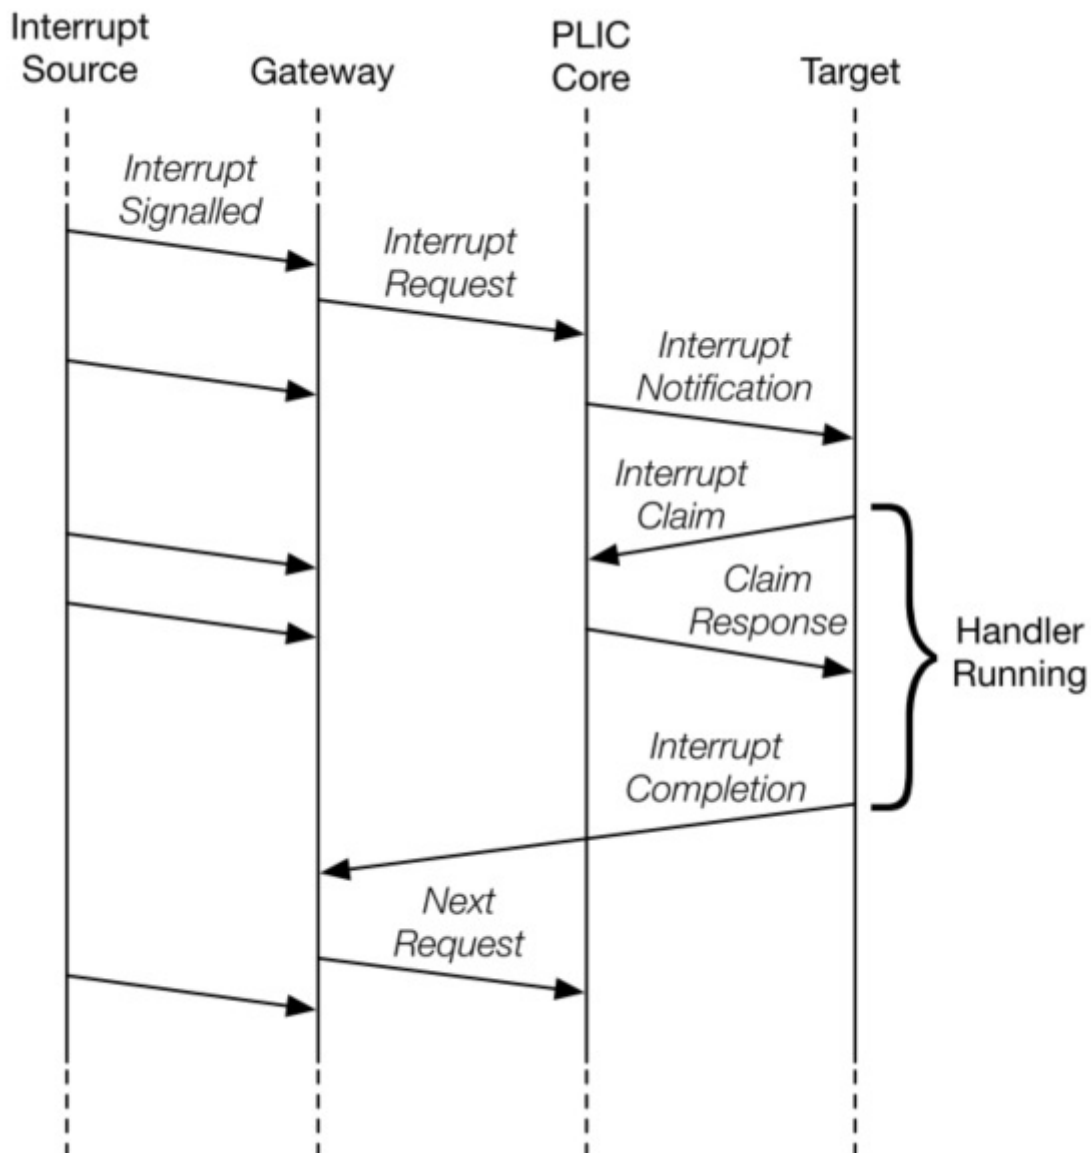 Interrupt
Source
Gateway
PLIC
Core
Target
Interrupt
Signalled
Interrupt
Request
Interrupt
Notification
Interrupt
Claim
Claim
Response
Handler
Running
Interrupt
Completion
Next
Request